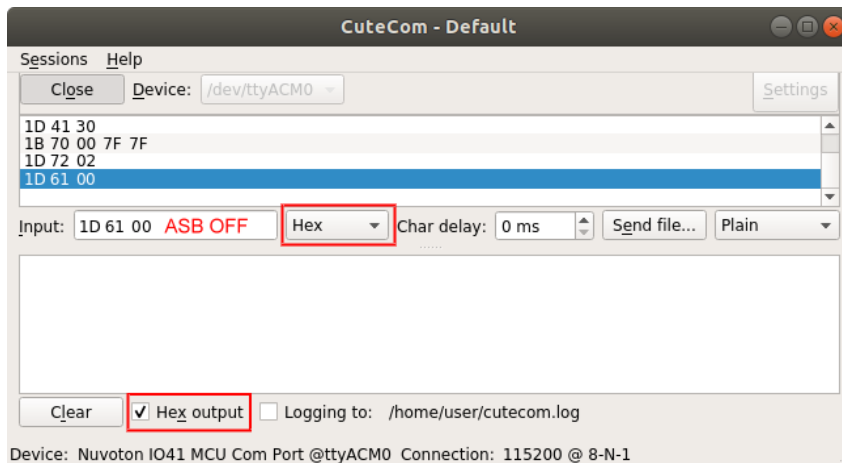 CuteCom - Default
Sessions Help
Close Device: /dev/ttyACM0 Settings
1D 41 30
1B 70 00 7F 7F
1D 72 02
1D 61 00
Input: 1D 61 00 ASB OFF Hex Char delay: 0 ms Send file... Plain
Clear Hex output Logging to: /home/user/cutecom.log
Device: Nuvoton IO41 MCU Com Port @ttyACM0 Connection: 115200 @ 8-N-1